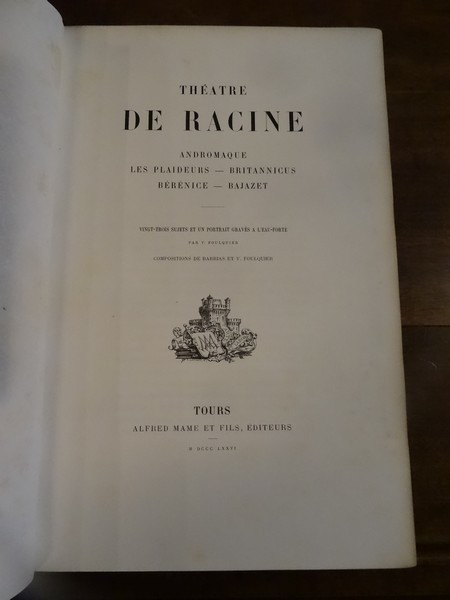 THÉATRE
DE RACINE
ANDROMAQUE
LES PLAIDEURS — BRITANNICUS
BÉRÉNICE — BAJAZET
VINGT-TROIS SUJETS ET UN PORTRAIT GRAVÉS A L'EAU-FORTE
PAR V. FOULQUIER
COMPOSITIONS DE BARRIAS ET V. FOULQUIER
TOURS
ALFRED MAME ET FILS, ÉDITEURS
M DCCC LXXVI